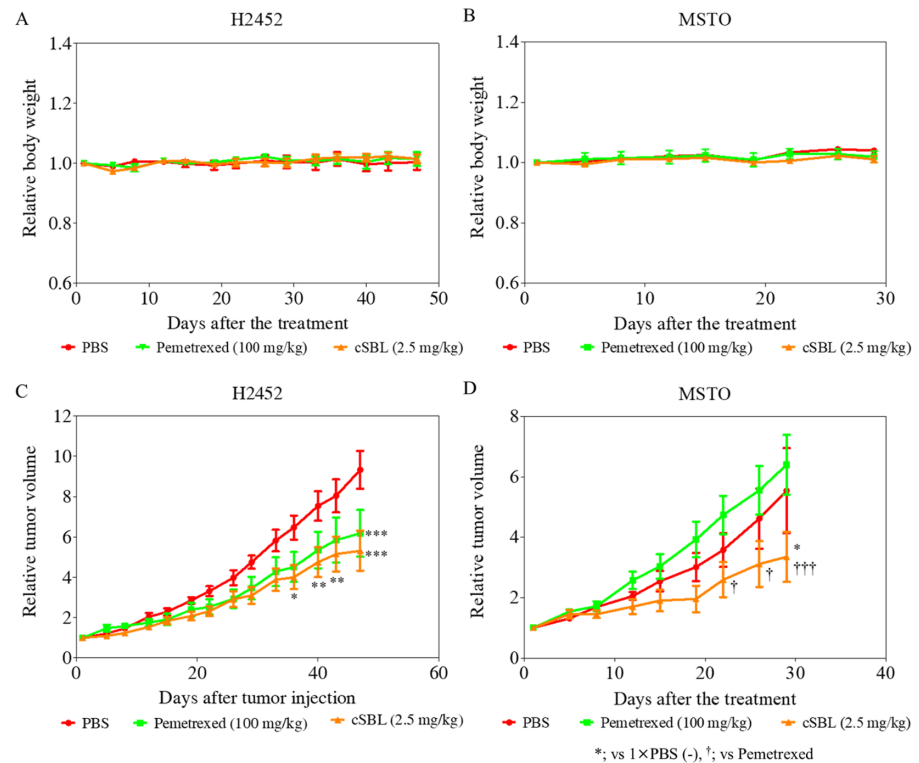 A
H2452
1.4
1.2
1.0
0.8
0.6
Relative body weight
0 10 20 30 40 50
Days after the treatment
PBS Pemetrexed (100 mg/kg) cSBL (2.5 mg/kg)
B
MSTO
1.4
1.2
1.0
0.8
0.6
Relative body weight
0 10 20 30
Days after the treatment
PBS Pemetrexed (100 mg/kg) cSBL (2.5 mg/kg)
C
H2452
12
10
8
6
4
2
0
Relative tumor volume
***
***
* ** **
0 20 40 60
Days after tumor injection
PBS Pemetrexed (100 mg/kg) cSBL (2.5 mg/kg)
D
MSTO
8
6
4
2
0
Relative tumor volume
*
†††
† †
0 10 20 30 40
Days after the treatment
PBS Pemetrexed (100 mg/kg) cSBL (2.5 mg/kg)
*; vs 1×PBS (-), †; vs Pemetrexed